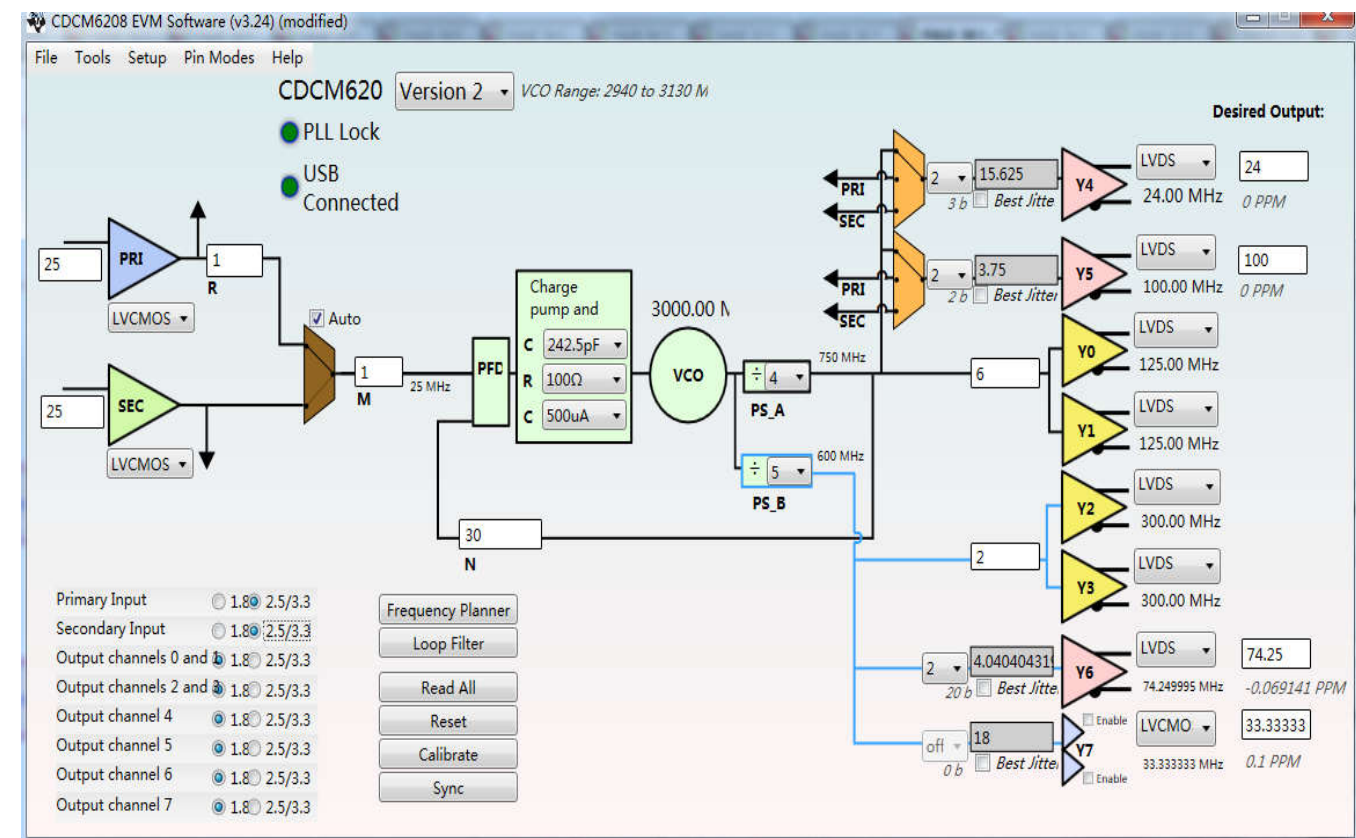 CDCM6208 EVM Software (v3.24) (modified)
File Tools Setup Pin Modes Help
CDCM620 Version 2 VCO Range: 2940 to 3130 M
PLL Lock
USB
Connected
Desired Output:
25
PRI
1
R
LVCMOS
Auto
25
SEC
LVCMOS
1
M
25 MHz
PFD
Charge
pump and
C 242.5pF
R 100Ω
C 500uA
3000.00 M
VCO
÷ 4
PS_A
750 MHz
÷ 5
PS_B
600 MHz
30
N
PRI
SEC
2
15.625
3 b
Best Jitte
Y4
LVDS
24.00 MHz
24
0 PPM
PRI
SEC
2
3.75
2 b
Best Jitter
Y5
LVDS
100.00 MHz
100
0 PPM
6
Y0
LVDS
125.00 MHz
Y1
LVDS
125.00 MHz
2
Y2
LVDS
300.00 MHz
Y3
LVDS
300.00 MHz
2
4.040404319
20 b
Best Jitte
Y6
LVDS
74.249995 MHz
74.25
-0.069141 PPM
off
18
0 b
Best Jitte
Y7
Enable
Enable
LVCMO
33.333333 MHz
33.33333
0.1 PPM
Primary Input 1.8 2.5/3.3
Secondary Input 1.8 2.5/3.3
Output channels 0 and 1 1.8 2.5/3.3
Output channels 2 and 3 1.8 2.5/3.3
Output channel 4 1.8 2.5/3.3
Output channel 5 1.8 2.5/3.3
Output channel 6 1.8 2.5/3.3
Output channel 7 1.8 2.5/3.3
Frequency Planner
Loop Filter
Read All
Reset
Calibrate
Sync